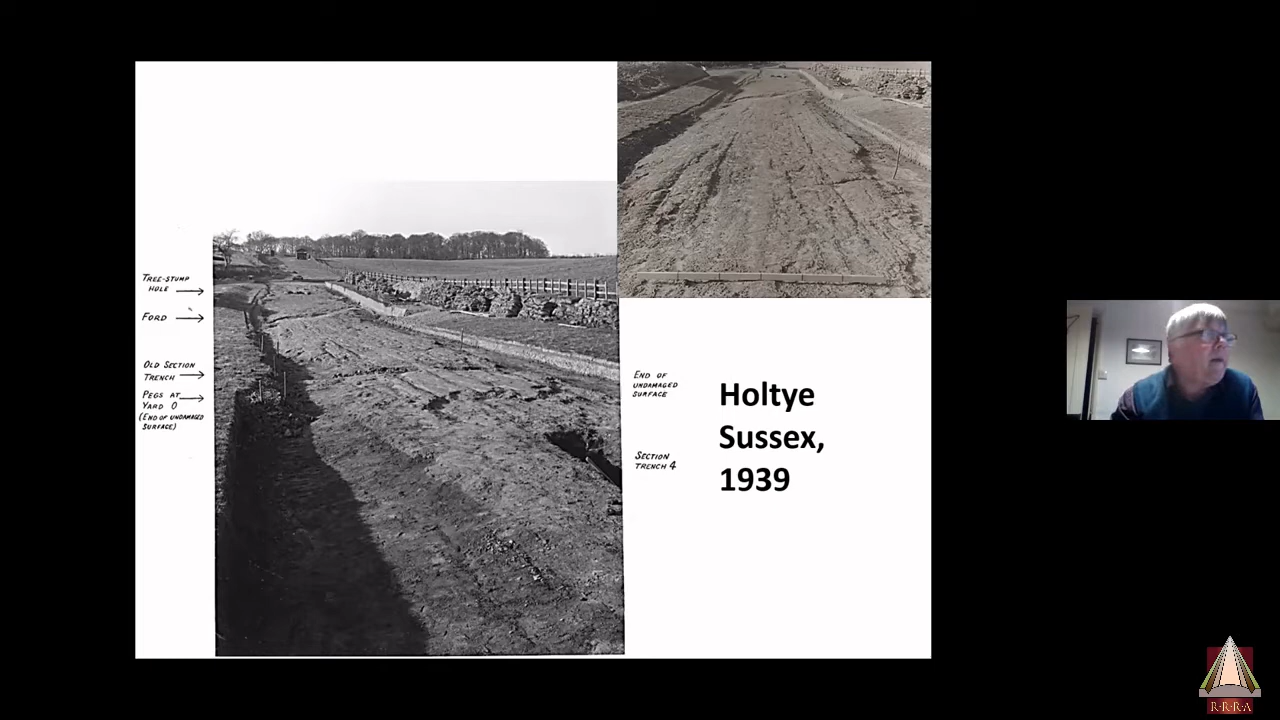 TREE-STUMP
HOLE
FORD
OLD SECTION
TRENCH
PEGS AT
YARD 0
(END OF UNDAMAGED
SURFACE)
END OF
UNDAMAGED
SURFACE
SECTION
TRENCH 4
Holtye
Sussex,
1939
R·R·R·A